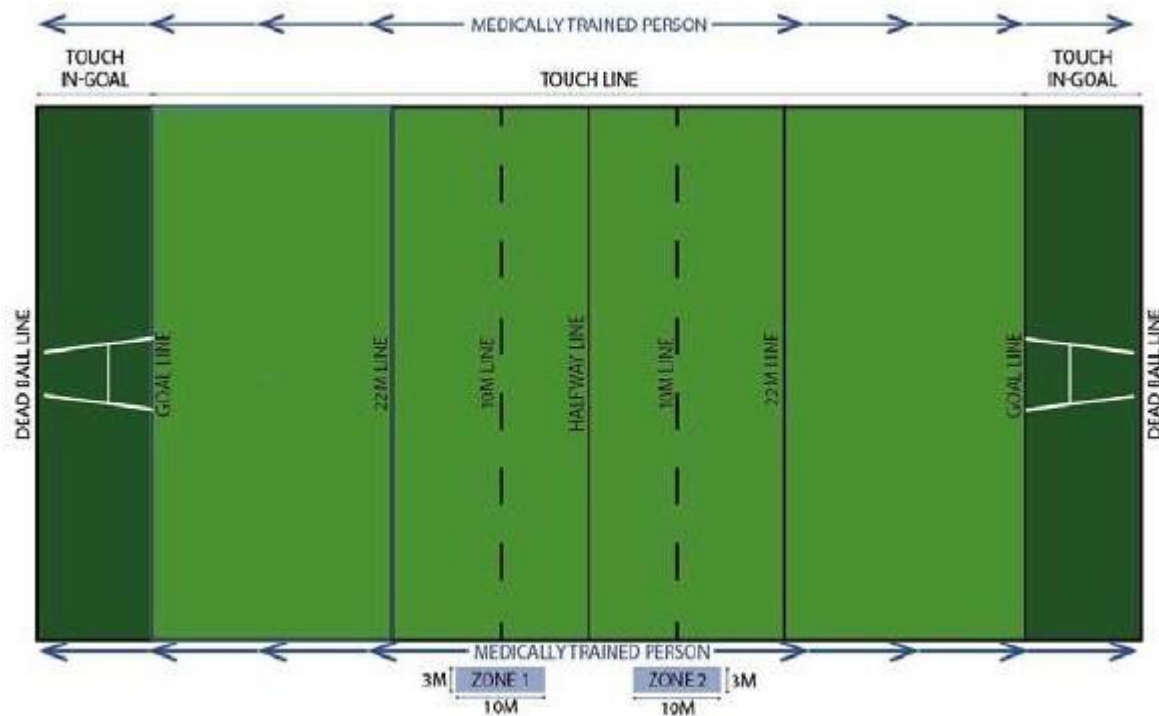 MEDICALLY TRAINED PERSON
TOUCH
IN-GOAL
TOUCH LINE
TOUCH
IN-GOAL
DEAD BALL LINE
GOAL LINE
22M LINE
10M LINE
HALFWAY LINE
10M LINE
22M LINE
GOAL LINE
DEAD BALL LINE
MEDICALLY TRAINED PERSON
3M
ZONE 1
ZONE 2
3M
10M
10M